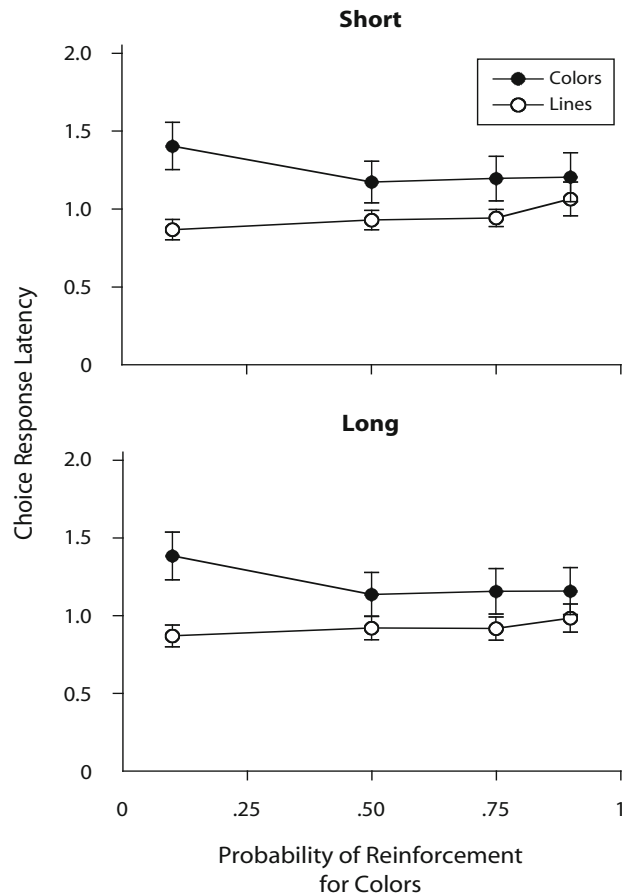 Short
2.0
1.5
1.0
0.5
0
Colors
Lines
Choice Response Latency
Long
2.0
1.5
1.0
0.5
0
0 .25 .50 .75 1
Probability of Reinforcement
for Colors